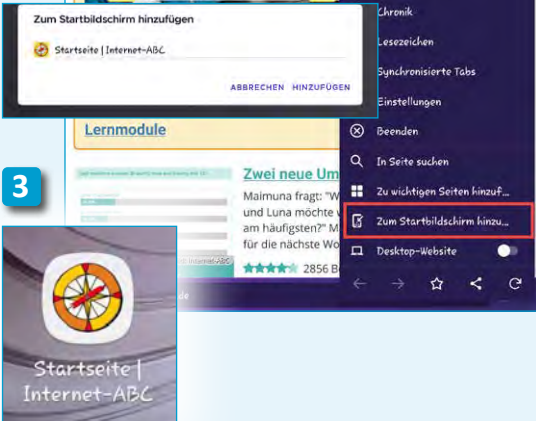 Zum Startbildschirm hinzufügen
Startseite | Internet-ABC
ABBRECHEN HINZUFÜGEN
Chronik
Lesezeichen
Synchronisierte Tabs
Einstellungen
Beenden
In Seite suchen
Zu wichtigen Seiten hinzuf...
Zum Startbildschirm hinzu...
Desktop-Website
Lernmodule
3
Zwei neue Um
Maimuna fragt: "W
und Luna möchte
am häufigsten?" M
für die nächste Wo
2856 B
de
Startseite |
Internet-ABC